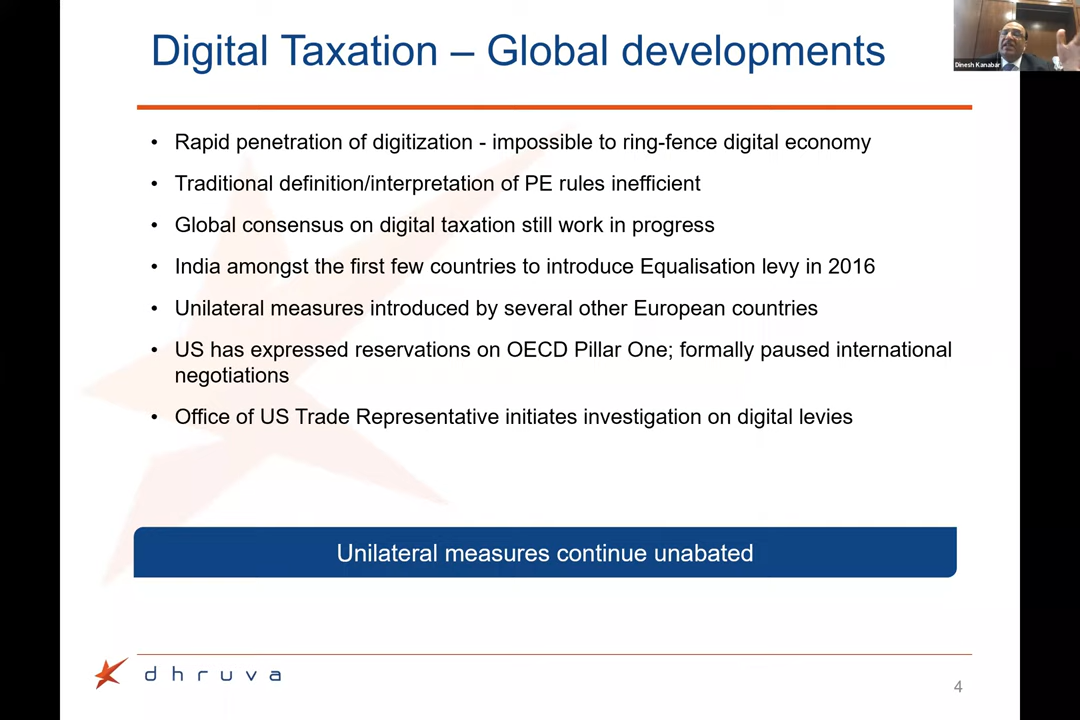 Digital Taxation – Global developments
Dinesh Kanabar
• Rapid penetration of digitization - impossible to ring-fence digital economy
• Traditional definition/interpretation of PE rules inefficient
• Global consensus on digital taxation still work in progress
• India amongst the first few countries to introduce Equalisation levy in 2016
• Unilateral measures introduced by several other European countries
• US has expressed reservations on OECD Pillar One; formally paused international
negotiations
• Office of US Trade Representative initiates investigation on digital levies
Unilateral measures continue unabated
dhruva
4